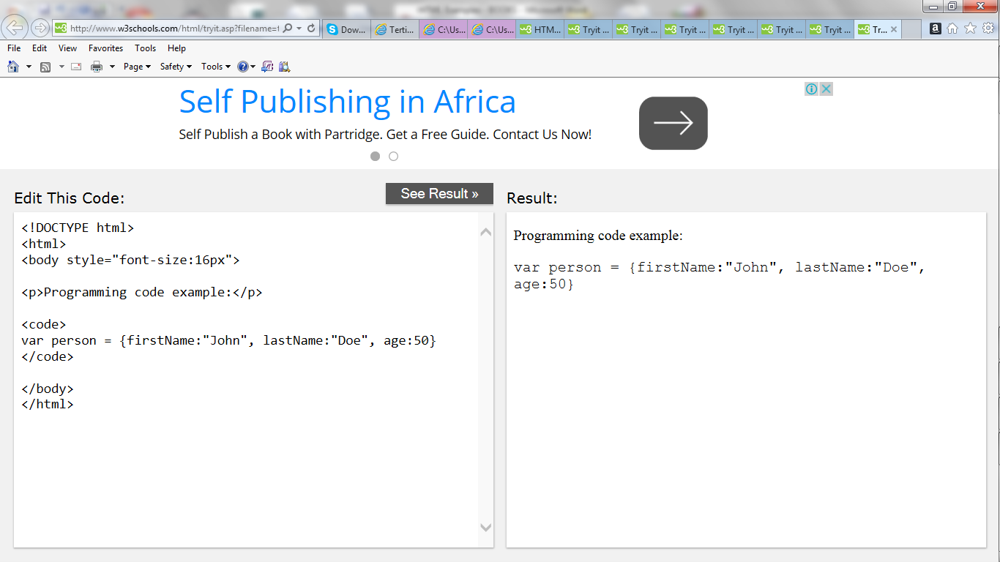 http://www.w3schools.com/html/tryit.asp?filename=t
Dow...
Terti...
C:\Us...
C:\Us...
HTM...
Tryit ...
Tryit ...
Tryit ...
Tryit ...
Tryit ...
Tryit ...
Tr...
File Edit View Favorites Tools Help
Page Safety Tools
Self Publishing in Africa
Self Publish a Book with Partridge. Get a Free Guide. Contact Us Now!
Edit This Code:
See Result »
<!DOCTYPE html>
<html>
<body style="font-size:16px">
<p>Programming code example:</p>
<code>
var person = {firstName:"John", lastName:"Doe", age:50}
</code>
</body>
</html>
Result:
Programming code example:
var person = {firstName:"John", lastName:"Doe",
age:50}